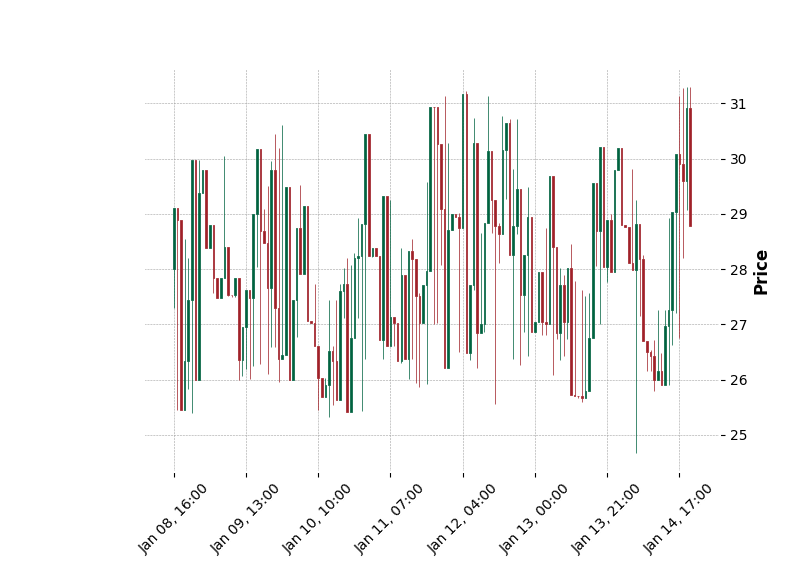 31
30
29
28
27
26
25
Price
Jan 08, 16:00
Jan 09, 13:00
Jan 10, 10:00
Jan 11, 07:00
Jan 12, 04:00
Jan 13, 00:00
Jan 13, 21:00
Jan 14, 17:00